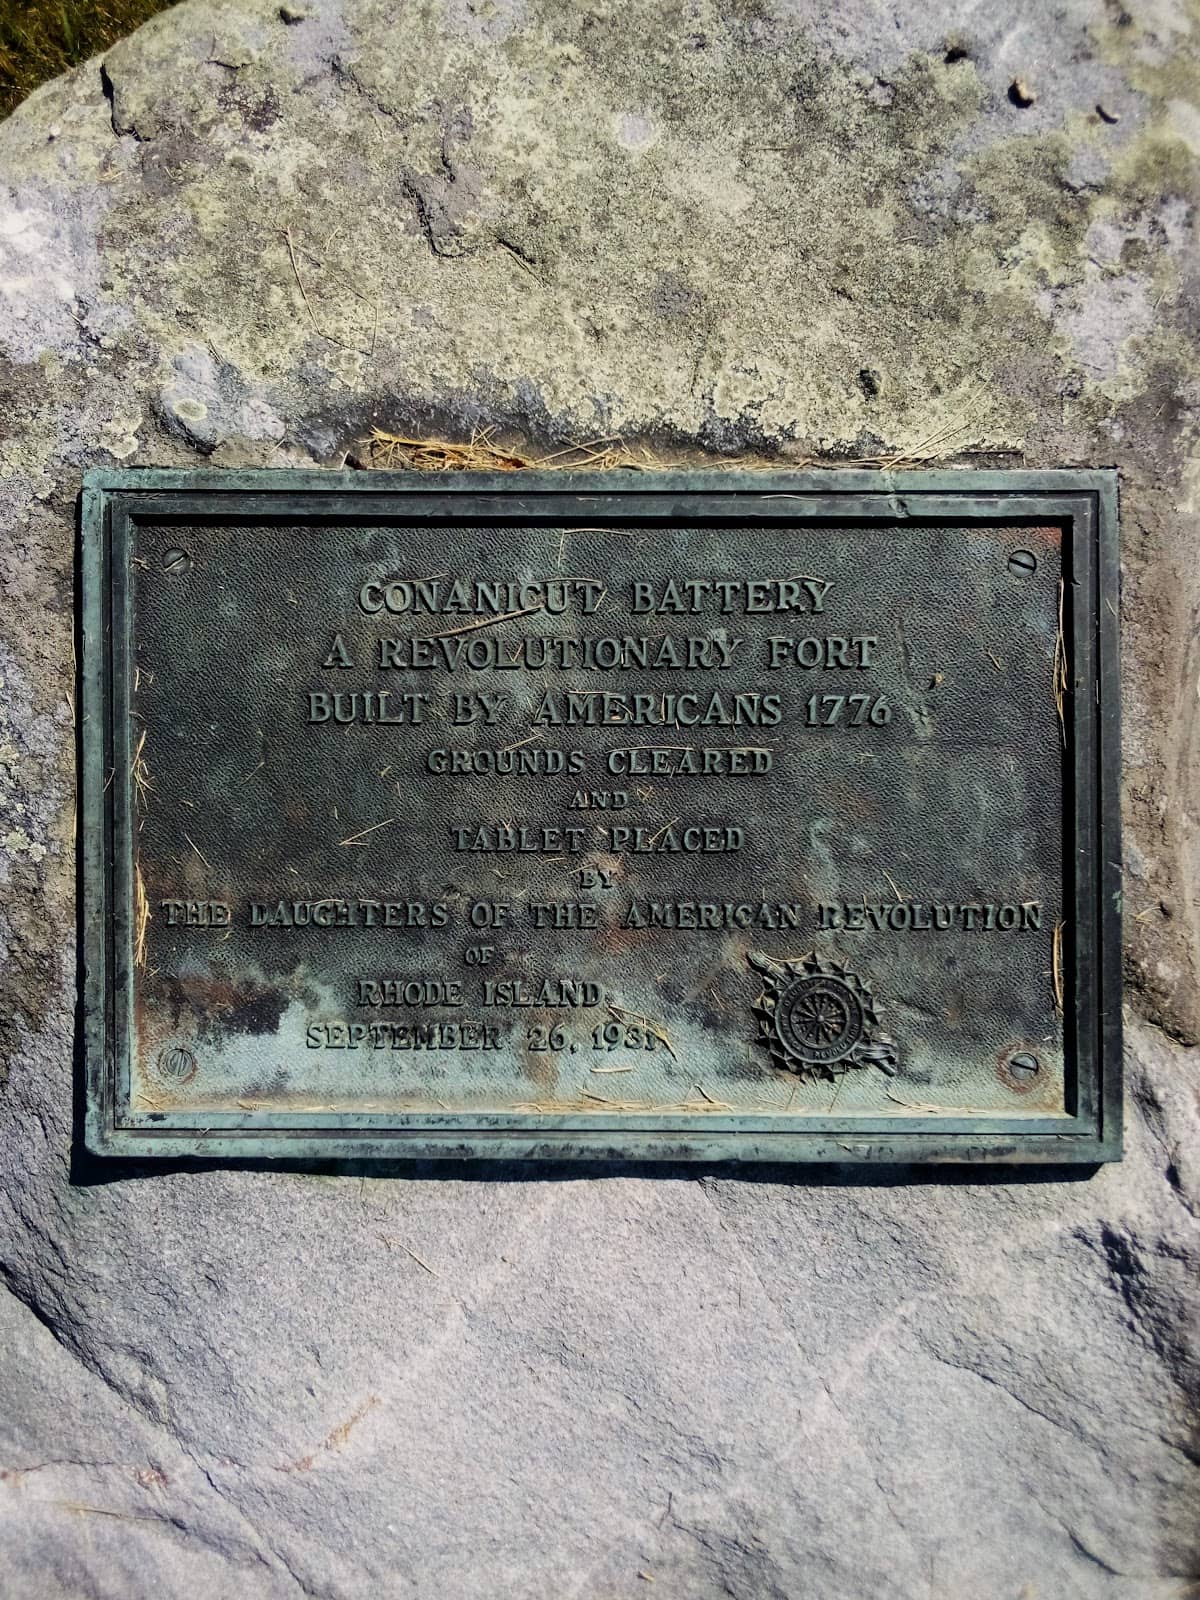 CONANICUT BATTERY
A REVOLUTIONARY FORT
BUILT BY AMERICANS 1776
GROUNDS CLEARED
AND
TABLET PLACED
BY
THE DAUGHTERS OF THE AMERICAN REVOLUTION
OF
RHODE ISLAND
SEPTEMBER 26, 1931